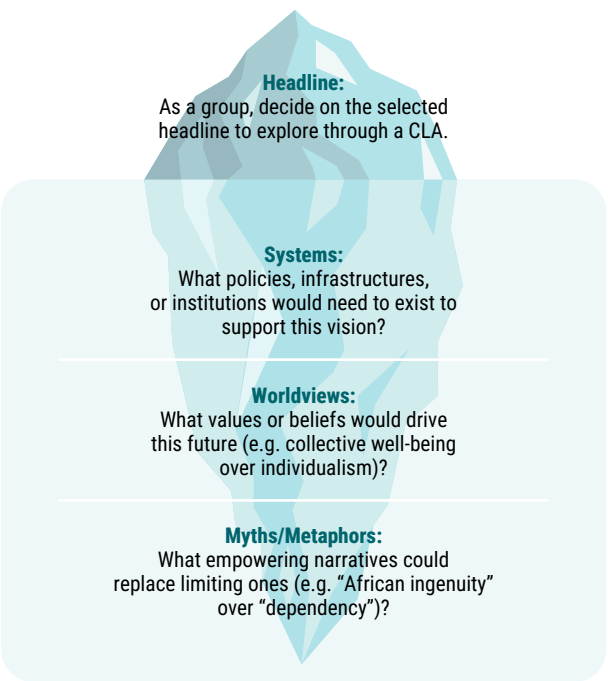 Headline:
As a group, decide on the selected
headline to explore through a CLA.
Systems:
What policies, infrastructures,
or institutions would need to exist to
support this vision?
Worldviews:
What values or beliefs would drive
this future (e.g. collective well-being
over individualism)?
Myths/Metaphors:
What empowering narratives could
replace limiting ones (e.g. “African ingenuity”
over “dependency”)?